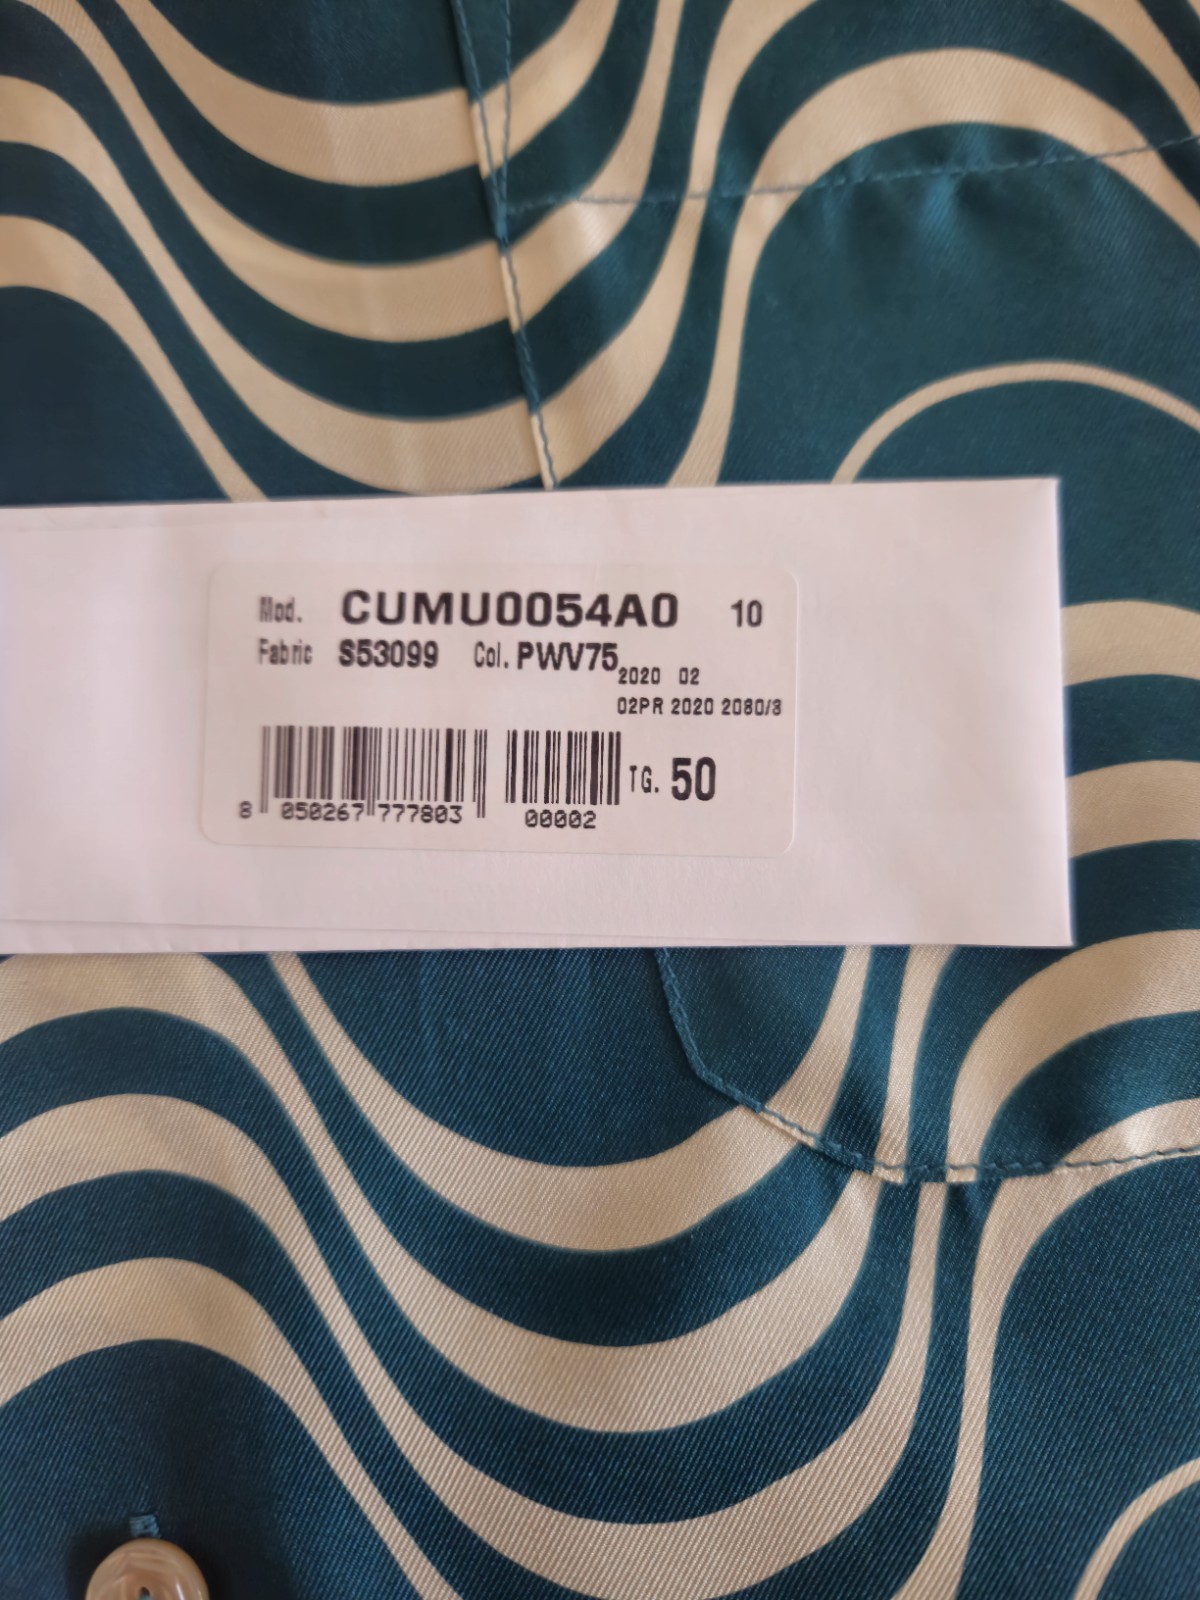 Mod. CUMU0054A0 10
Fabric S53099 Col. PWV75
2020 02
02PR 2020 2080/3
TG. 50
8 050267 777803 00002